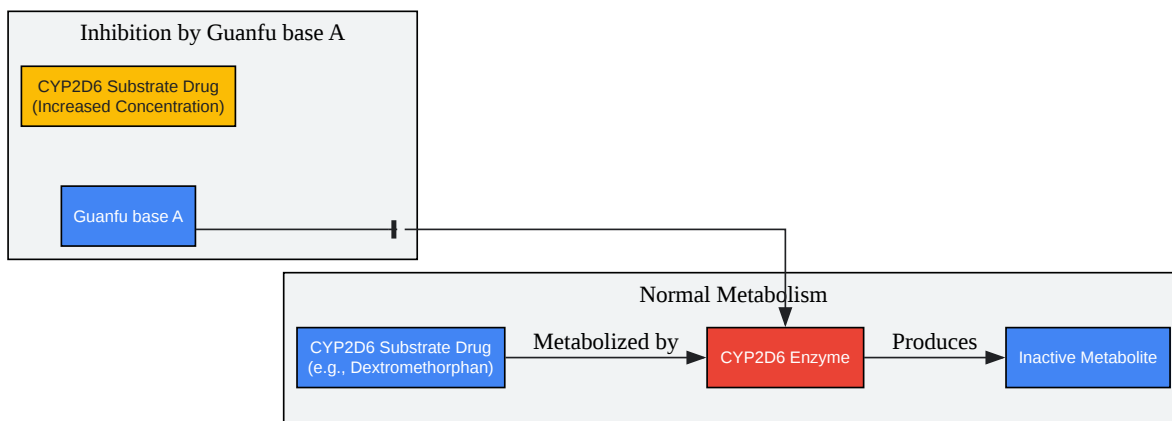 Inhibition by Guanfu base A
CYP2D6 Substrate Drug
(Increased Concentration)
Guanfu base A
Normal Metabolism
CYP2D6 Substrate Drug
(e.g., Dextromethorphan)
Metabolized by
CYP2D6 Enzyme
Produces
Inactive Metabolite